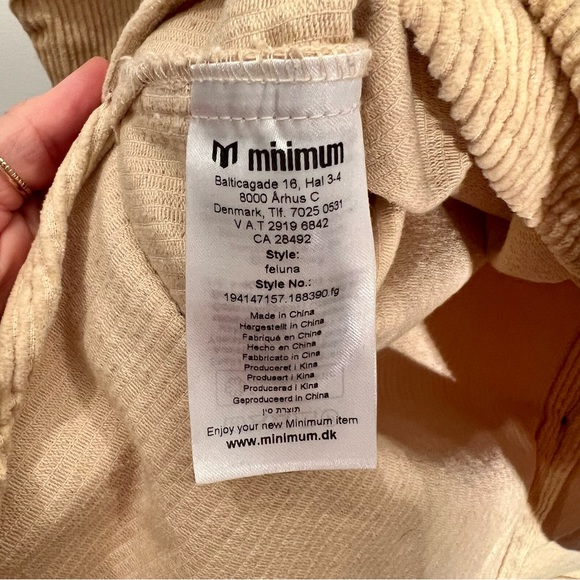 m minimum
Balticagade 16, Hal 3-4
8000 Århus C
Denmark, Tlf. 7025 0531
V A.T 2919 6842
CA 28492
Style:
feluna
Style No.:
194147157.188390.fg
Made in China
Hergestellt in China
Fabriqué en China
Hecho en China
Fabbricato in China
Produceret i Kina
Produsert i Kina
Producerad i Kina
Geproduceerd in China
תוצרת סין
Enjoy your new Minimum item
www.minimum.dk